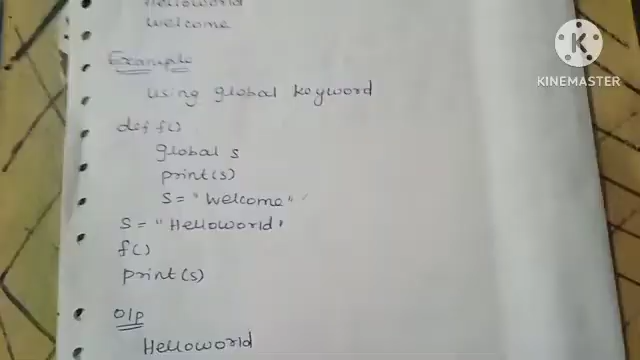 Helloworld
Welcome
Example
using global keyword
def f()
global s
print(s)
s = "Welcome"
s = "Helloworld"
f()
print(s)
o/p
Helloworld
K
KINEMASTER